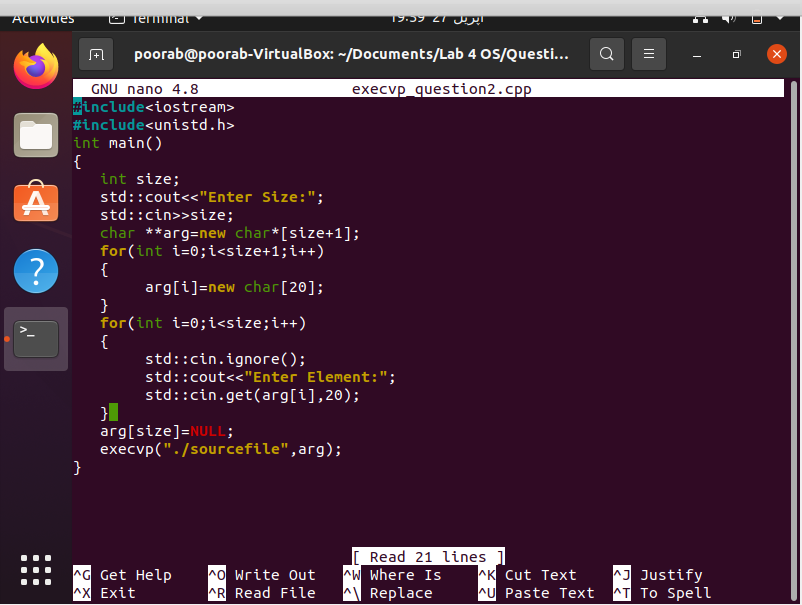 Activities Terminal 19:59 27 اپریل
poorab@poorab-VirtualBox: ~/Documents/Lab 4 OS/Questi...
GNU nano 4.8 execvp_question2.cpp
#include<iostream>
#include<unistd.h>
int main()
{
   int size;
   std::cout<<"Enter Size:";
   std::cin>>size;
   char **arg=new char*[size+1];
   for(int i=0;i<size+1;i++)
   {
        arg[i]=new char[20];
   }
   for(int i=0;i<size;i++)
   {
        std::cin.ignore();
        std::cout<<"Enter Element:";
        std::cin.get(arg[i],20);
   }
   arg[size]=NULL;
   execvp("./sourcefile",arg);
}
[ Read 21 lines ]
^G Get Help ^O Write Out ^W Where Is ^K Cut Text ^J Justify
^X Exit ^R Read File ^\ Replace ^U Paste Text ^T To Spell